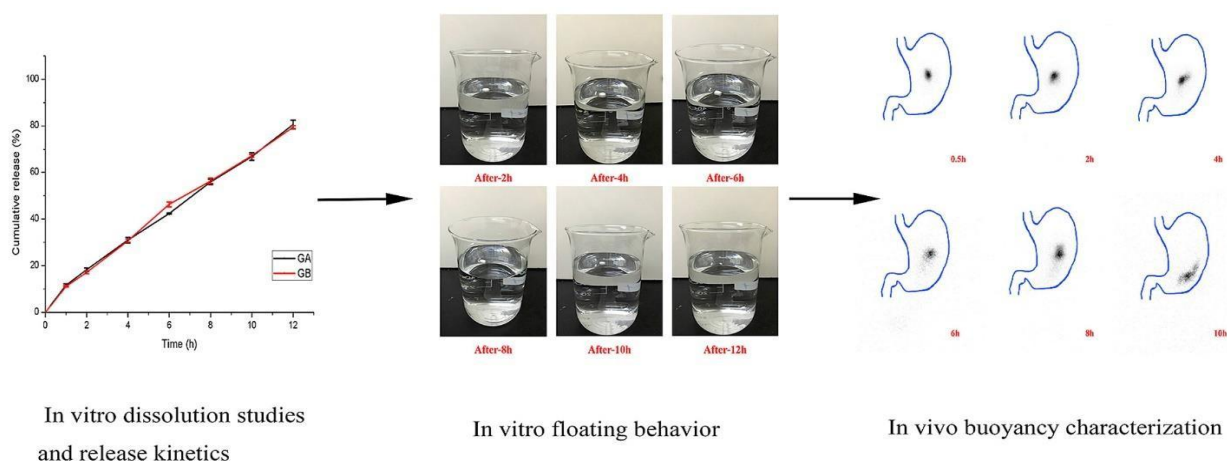 Cumulative release (%)
100
80
60
40
20
0
0 2 4 6 8 10 12
Time (h)
GA
GB
After-2h
After-4h
After-6h
After-8h
After-10h
After-12h
0.5h
2h
4h
6h
8h
10h
In vitro dissolution studies
and release kinetics
In vitro floating behavior
In vivo buoyancy characterization